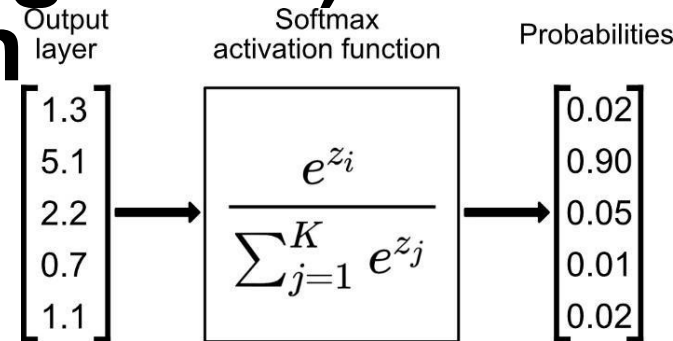 Output
layer
Softmax
activation function
Probabilities
1.3
5.1
2.2
0.7
1.1
e^{z_i}
\sum_{j=1}^{K} e^{z_j}
0.02
0.90
0.05
0.01
0.02